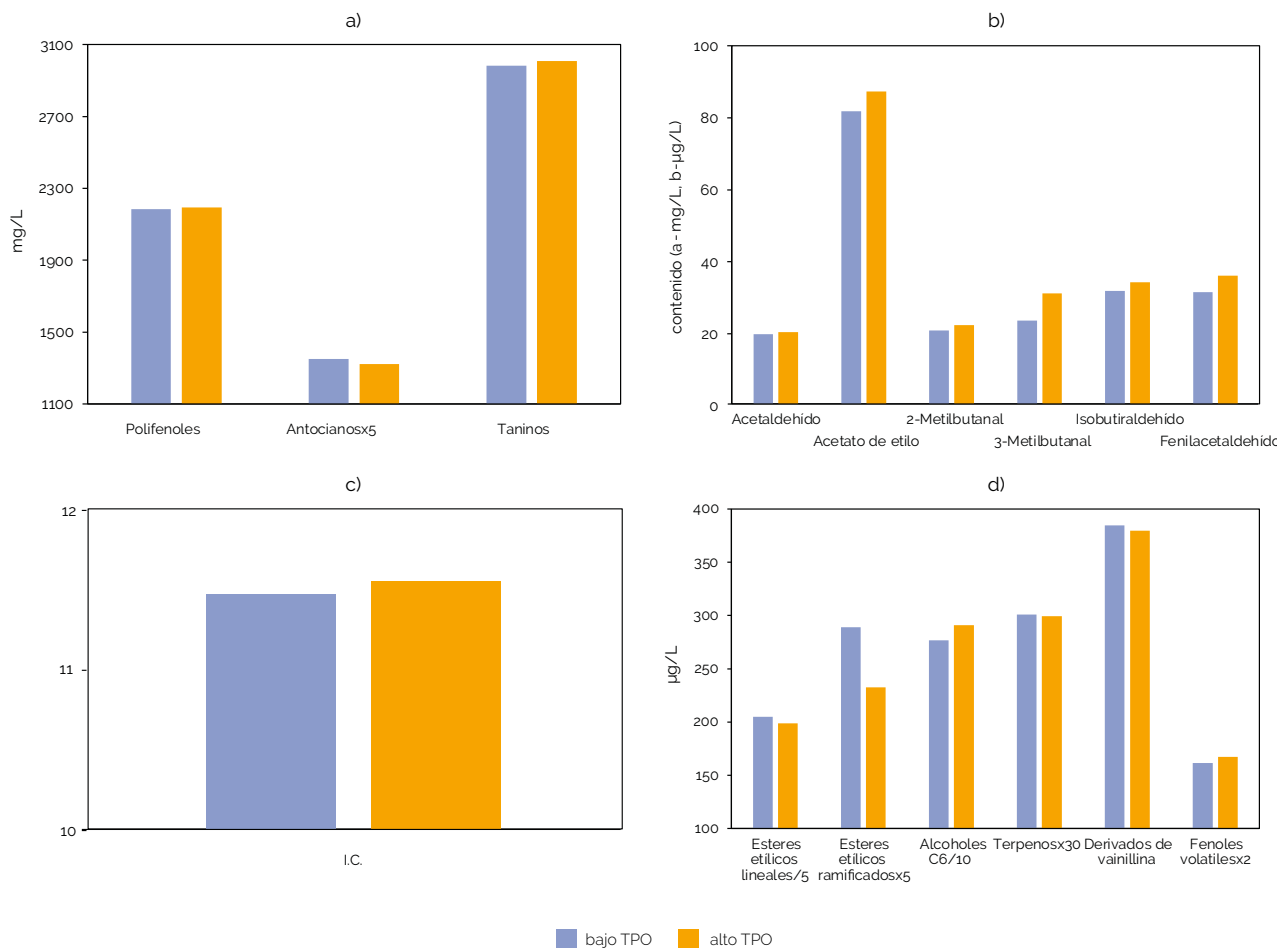 a)
3100
2700
2300
1900
1500
1100
mg/L
Polifenoles
Antocianosx5
Taninos
b)
100
80
60
40
20
0
contenido (a - mg/L, b-µg/L)
Acetaldehido
Acetato de etilo
2-Metilbutanal
3-Metilbutanal
Isobutiraldehido
Fenilacetaldehido
c)
12
11
10
I.C.
d)
400
350
300
250
200
150
100
µg/L
Esteres
etílicos
lineales/5
Esteres
etílicos
ramificadosx5
Alcoholes
C6/10
Terpenosx30
Derivados de
vainillina
Fenoles
volatilesx2
bajo TPO
alto TPO